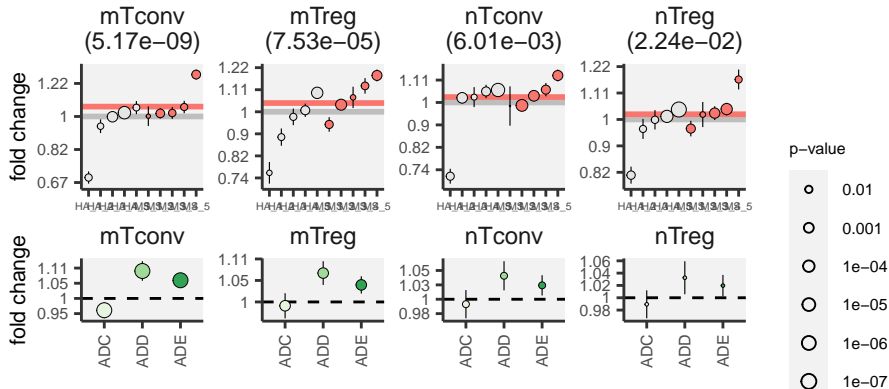 mTconv
(5.17e−09)
mTreg
(7.53e−05)
nTconv
(6.01e−03)
nTreg
(2.24e−02)
fold change
1.22
1
0.82
0.67
1.22
1.11
1
0.9
0.82
0.74
1.11
1
0.9
0.82
0.74
1.22
1.11
1
0.9
0.82
mTconv
mTreg
nTconv
nTreg
fold change
1.11
1.05
1
0.95
1.05
1
1.05
1.03
1
0.98
1.06
1.04
1.02
1
0.98
ADC
ADD
ADE
ADC
ADD
ADE
ADC
ADD
ADE
ADC
ADD
ADE
p−value
0.01
0.001
1e−04
1e−05
1e−06
1e−07